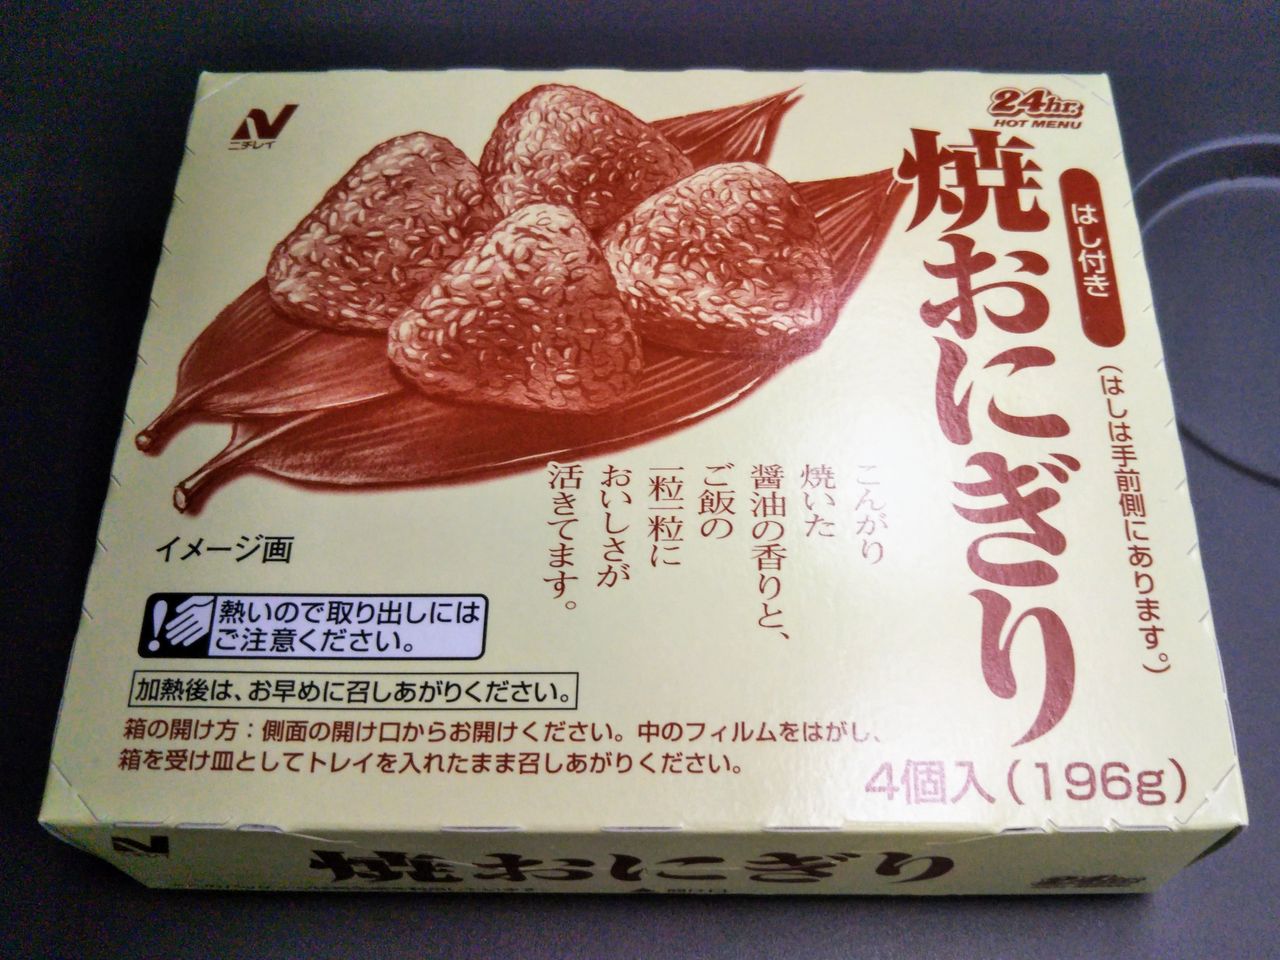 ニチレイ
24hr.
HOT MENU
焼おにぎり
はし付き
(はしは手前側にあります。)
こんがり
焼いた
醤油の香りと、
ご飯の
一粒一粒に
おいしさが
活きてます。
イメージ画
熱いので取り出しには
ご注意ください。
加熱後は、お早めに召しあがりください。
箱の開け方：側面の開け口からお開けください。中のフィルムをはがし、
箱を受け皿としてトレイを入れたまま召しあがりください。
4個入(196g)
焼おにぎり
24hr.